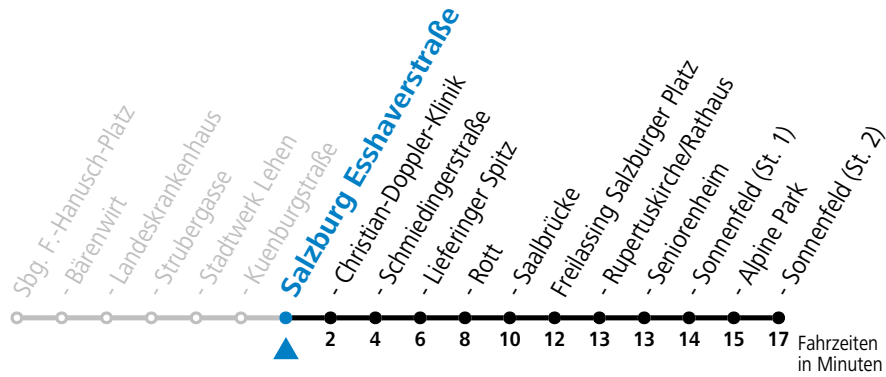 Sbg. F.-Hanusch-Platz
- Bärenwirt
- Landeskrankenhaus
- Strubergasse
- Stadtwerk Lehen
- Kuenburgstraße
Salzburg Esshaverstraße
- Christian-Doppler-Klinik
- Schmiedingerstraße
- Lieferinger Spitz
- Rott
- Saalbrücke
Freilassing Salzburger Platz
- Rupertuskirche/Rathaus
- Seniorenheim
- Sonnenfeld (St. 1)
- Alpine Park
- Sonnenfeld (St. 2)
2 4 6 8 10 12 13 13 14 15 17
Fahrzeiten
in Minuten